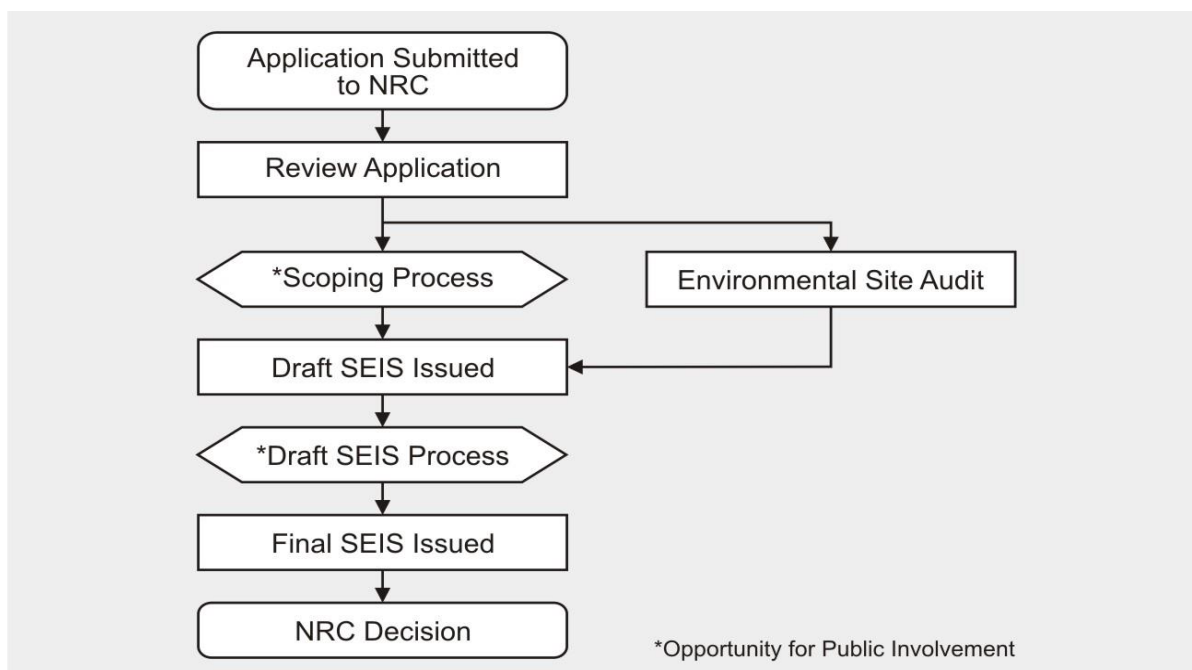 Application Submitted
to NRC
Review Application
*Scoping Process
Environmental Site Audit
Draft SEIS Issued
*Draft SEIS Process
Final SEIS Issued
NRC Decision
*Opportunity for Public Involvement